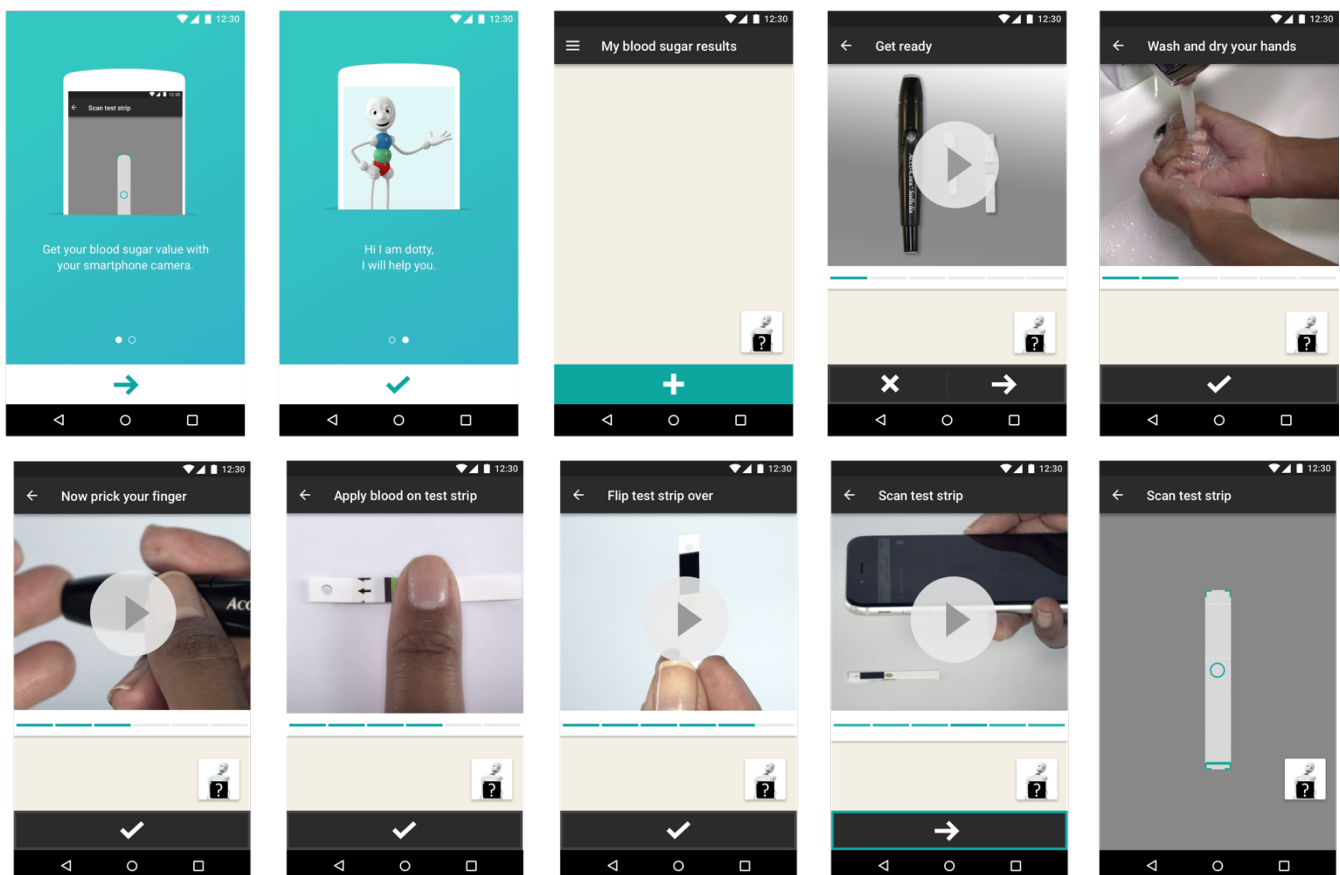 12:30
12:30
Scan test strip
Get your blood sugar value with
your smartphone camera.
12:30
Hi I am dotty,
I will help you.
12:30
My blood sugar results
?
12:30
Get ready
?
12:30
Wash and dry your hands
?
12:30
Now prick your finger
Acc
?
12:30
Apply blood on test strip
?
12:30
Flip test strip over
?
12:30
Scan test strip
?
12:30
Scan test strip
?